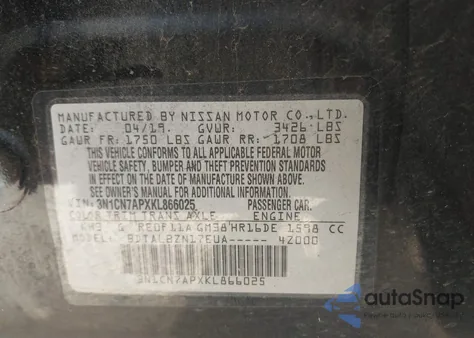 MANUFACTURED BY NISSAN MOTOR CO.,LTD.
DATE: 04/19. GVWR: 3426 LBS
GAWR FR: 1750 LBS GAWR RR: 1708 LBS
THIS VEHICLE CONFORMS TO ALL APPLICABLE FEDERAL MOTOR
VEHICLE SAFETY, BUMPER AND THEFT PREVENTION STANDARDS
IN EFFECT ON THE DATE OF MANUFACTURE SHOWN ABOVE.
SEE OWNER'S MANUAL FOR ADDITIONAL INFORMATION.
VIN: 3N1CN7APXKL866025. PASSENGER CAR.
COLOR TRIM TRANS AXLE ENGINE
G RE0F11A GM38 HR16DE 1598 CC
42000
3N1CN7APXKL866025
autoSnap